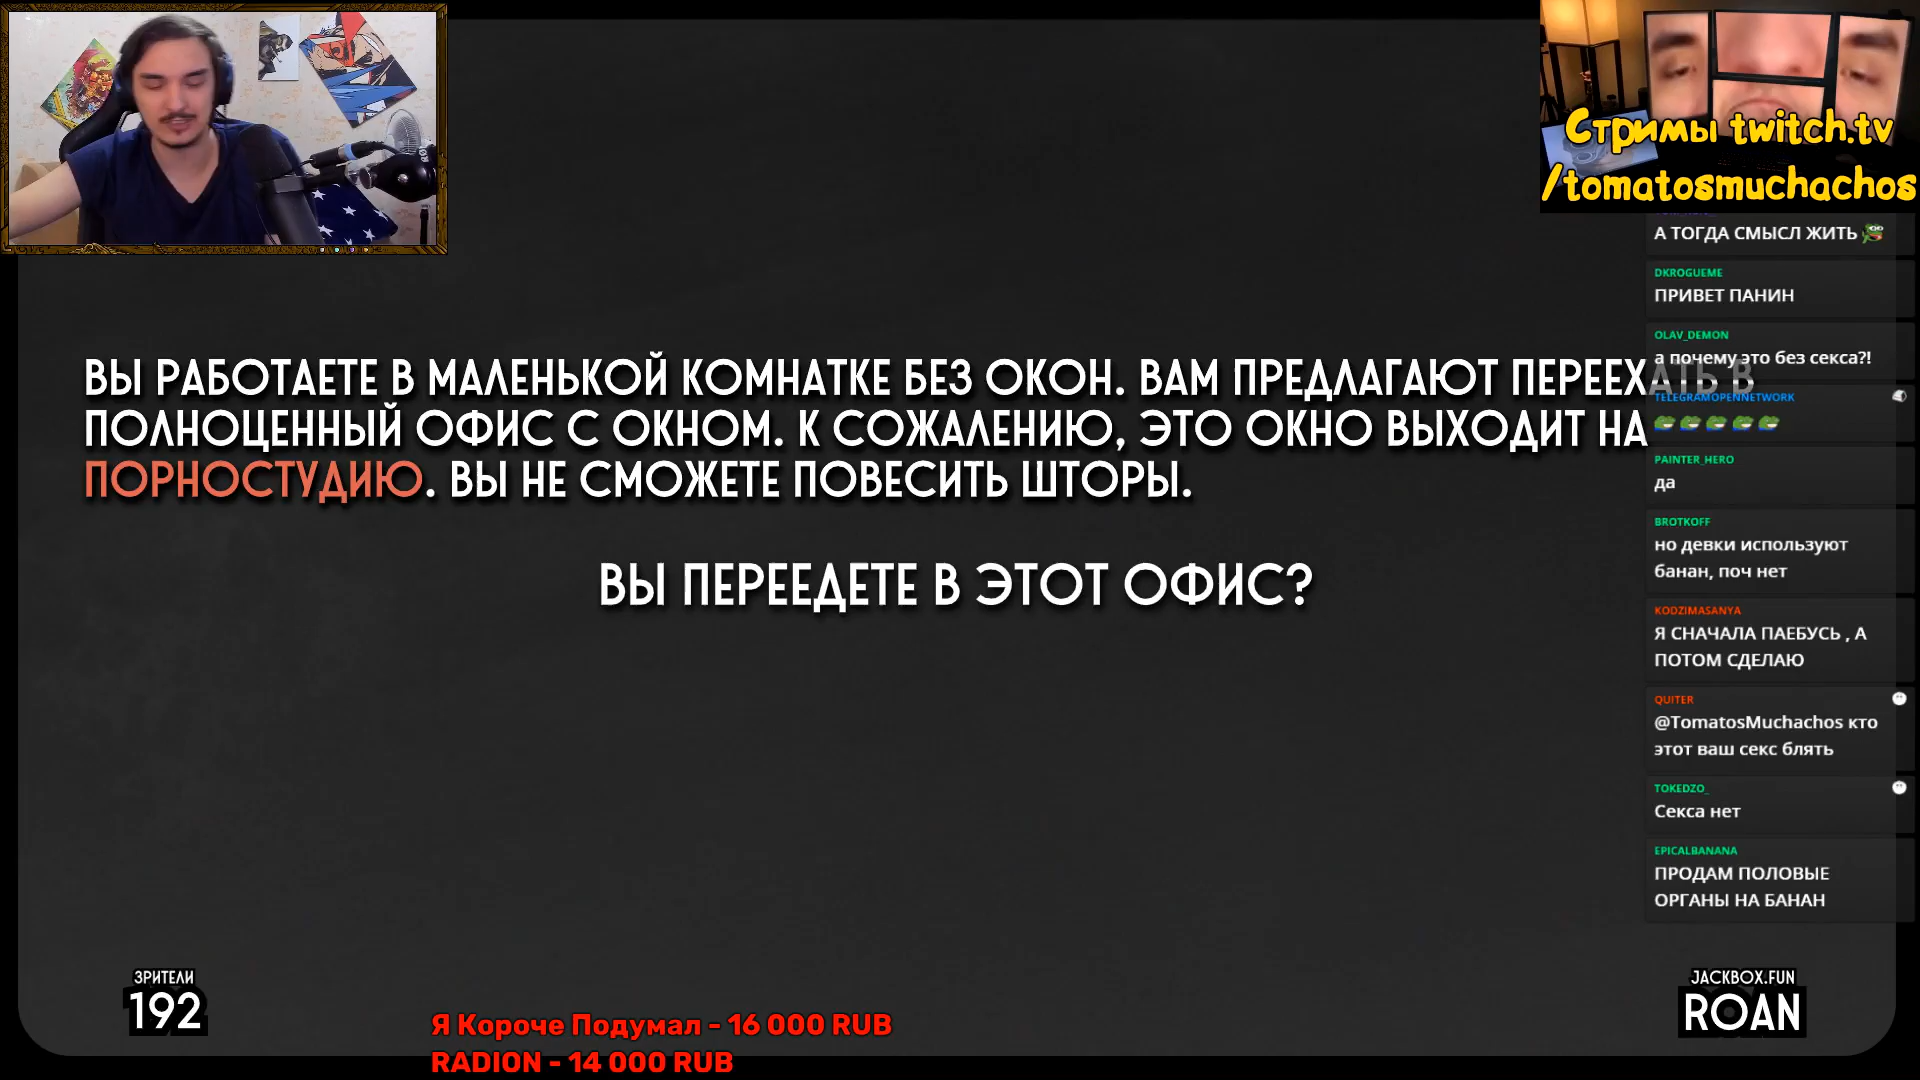 Стримы twitch.tv
/tomatosmuchachos
А ТОГДА СМЫСЛ ЖИТЬ
DKROGUEME
ПРИВЕТ ПАНИН
OLAV_DEMON
а почему это без секса?!
TELEGRAMOPENNETWORK
PAINTER_HERO
да
BROTKOFF
но девки используют
банан, поч нет
KODZIMASANYA
Я СНАЧАЛА ПАЕБУСЬ , А
ПОТОМ СДЕЛАЮ
QUITER
@TomatosMuchachos кто
этот ваш секс блять
TOKEDZO_
Секса нет
EPICALBANANA
ПРОДАМ ПОЛОВЫЕ
ОРГАНЫ НА БАНАН
ВЫ РАБОТАЕТЕ В МАЛЕНЬКОЙ КОМНАТКЕ БЕЗ ОКОН. ВАМ ПРЕДЛАГАЮТ ПЕРЕЕХАТЬ В
ПОЛНОЦЕННЫЙ ОФИС С ОКНОМ. К СОЖАЛЕНИЮ, ЭТО ОКНО ВЫХОДИТ НА
ПОРНОСТУДИЮ. ВЫ НЕ СМОЖЕТЕ ПОВЕСИТЬ ШТОРЫ.
ВЫ ПЕРЕЕДЕТЕ В ЭТОТ ОФИС?
ЗРИТЕЛИ
192
Я Короче Подумал - 16 000 RUB
RADION - 14 000 RUB
JACKBOX.FUN
ROAN